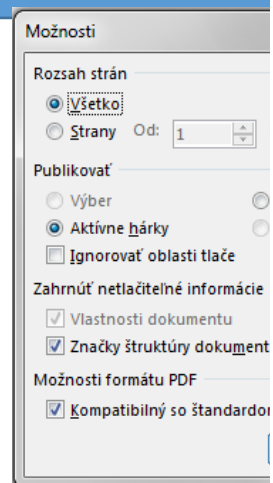 Možnosti
Rozsah strán
Všetko
Strany Od: 1
Publikovať
Výber
Aktívne hárky
Ignorovať oblasti tlače
Zahrnúť netlačiteľné informácie
Vlastnosti dokumentu
Značky štruktúry dokument
Možnosti formátu PDF
Kompatibilný so štandardo